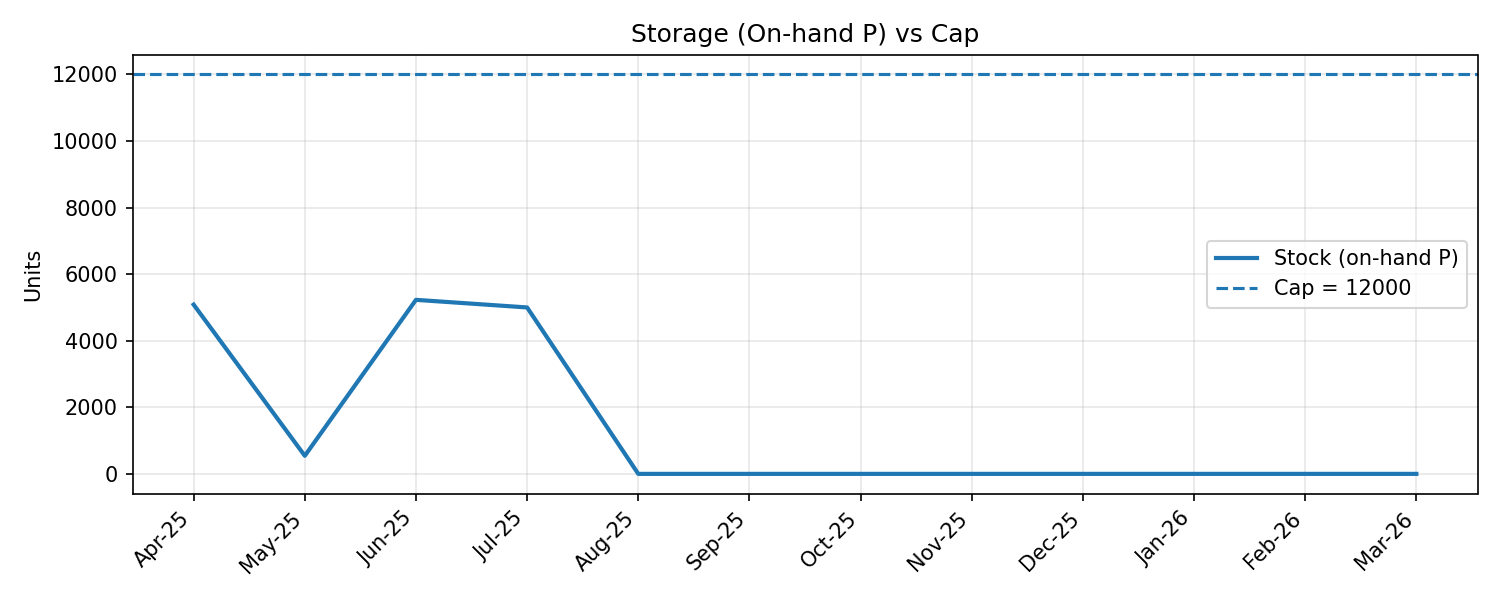 Storage (On-hand P) vs Cap
Units
12000
10000
8000
6000
4000
2000
0
Stock (on-hand P)
Cap = 12000
Apr-25
May-25
Jun-25
Jul-25
Aug-25
Sep-25
Oct-25
Nov-25
Dec-25
Jan-26
Feb-26
Mar-26